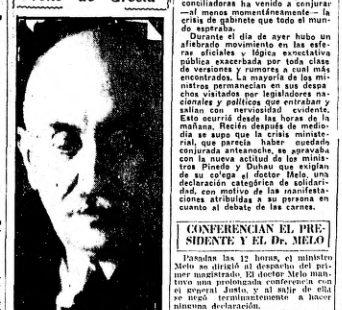 de Grecia
conciliadoras ha venido a conjurar
—al menos momentáneamente— la
crisis de gabinete que todo el mun-
do esperaba.
Durante el día de ayer hubo un
afiebrado movimiento en las esfe-
ras oficiales y lógica expectativa
pública exacerbada por toda clase
de versiones y rumores a cual más
encontrados. La mayoría de los mi-
nistros permanecían en sus despa
chos visitados por legisladores na-
cionales y políticos que entraban y
salían con nerviosidad evidente.
Esto ocurrió desde las horas de la
mañana. Recién después de medio-
día se supo que la crisis ministe-
rial, que parecía haber quedado
conjurada anteanoche, se agravaba
con la nueva actitud de los minis-
tros Pinedo y Duhau que exigían
de su colega el doctor Melo, una
declaración categórica de solidari-
dad, con motivo de las manifesta-
ciones atribuídas a su persona en
cuanto al debate de las carnes.
CONFERENCIAN EL PRE-
SIDENTE Y EL Dr. MELO
Pasadas las 12 horas, el ministro
Melo se dirigió al despacho del pri-
mer magistrado. El doctor Melo man-
tuvo una prolongada conferencia con
el general Justo, y al salir de ella
se negó terminantemente a hacer
ninguna declaración.